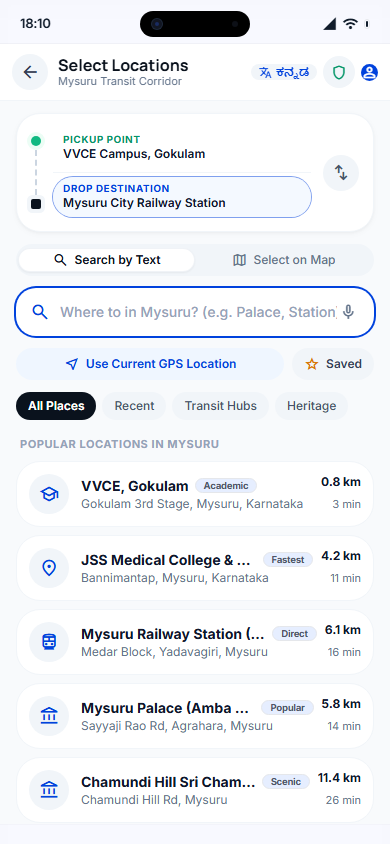 18:10
Select Locations
Mysuru Transit Corridor
ಕನ್ನಡ
PICKUP POINT
VVCE Campus, Gokulam
DROP DESTINATION
Mysuru City Railway Station
Search by Text
Select on Map
Where to in Mysuru? (e.g. Palace, Station
Use Current GPS Location
Saved
All Places
Recent
Transit Hubs
Heritage
POPULAR LOCATIONS IN MYSURU
VVCE, Gokulam Academic 0.8 km
Gokulam 3rd Stage, Mysuru, Karnataka 3 min
JSS Medical College & ... Fastest 4.2 km
Bannimantap, Mysuru, Karnataka 11 min
Mysuru Railway Station (... Direct 6.1 km
Medar Block, Yadavagiri, Mysuru 16 min
Mysuru Palace (Amba ... Popular 5.8 km
Sayyaji Rao Rd, Agrahara, Mysuru 14 min
Chamundi Hill Sri Cham... Scenic 11.4 km
Chamundi Hill Rd, Mysuru 26 min